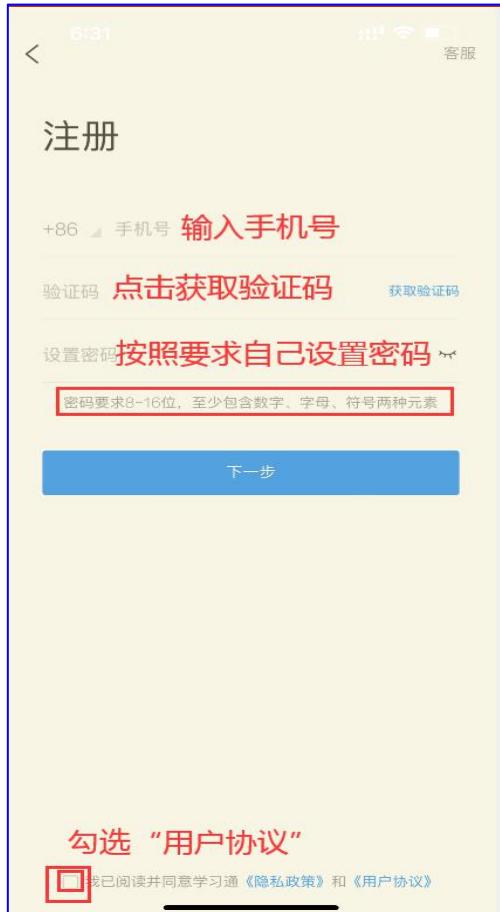 6:31
客服
注册
+86 手机号 输入手机号
验证码 点击获取验证码 获取验证码
设置密码按照要求自己设置密码
密码要求8-16位，至少包含数字、字母、符号两种元素
下一步
勾选“用户协议”
我已阅读并同意学习通《隐私政策》和《用户协议》